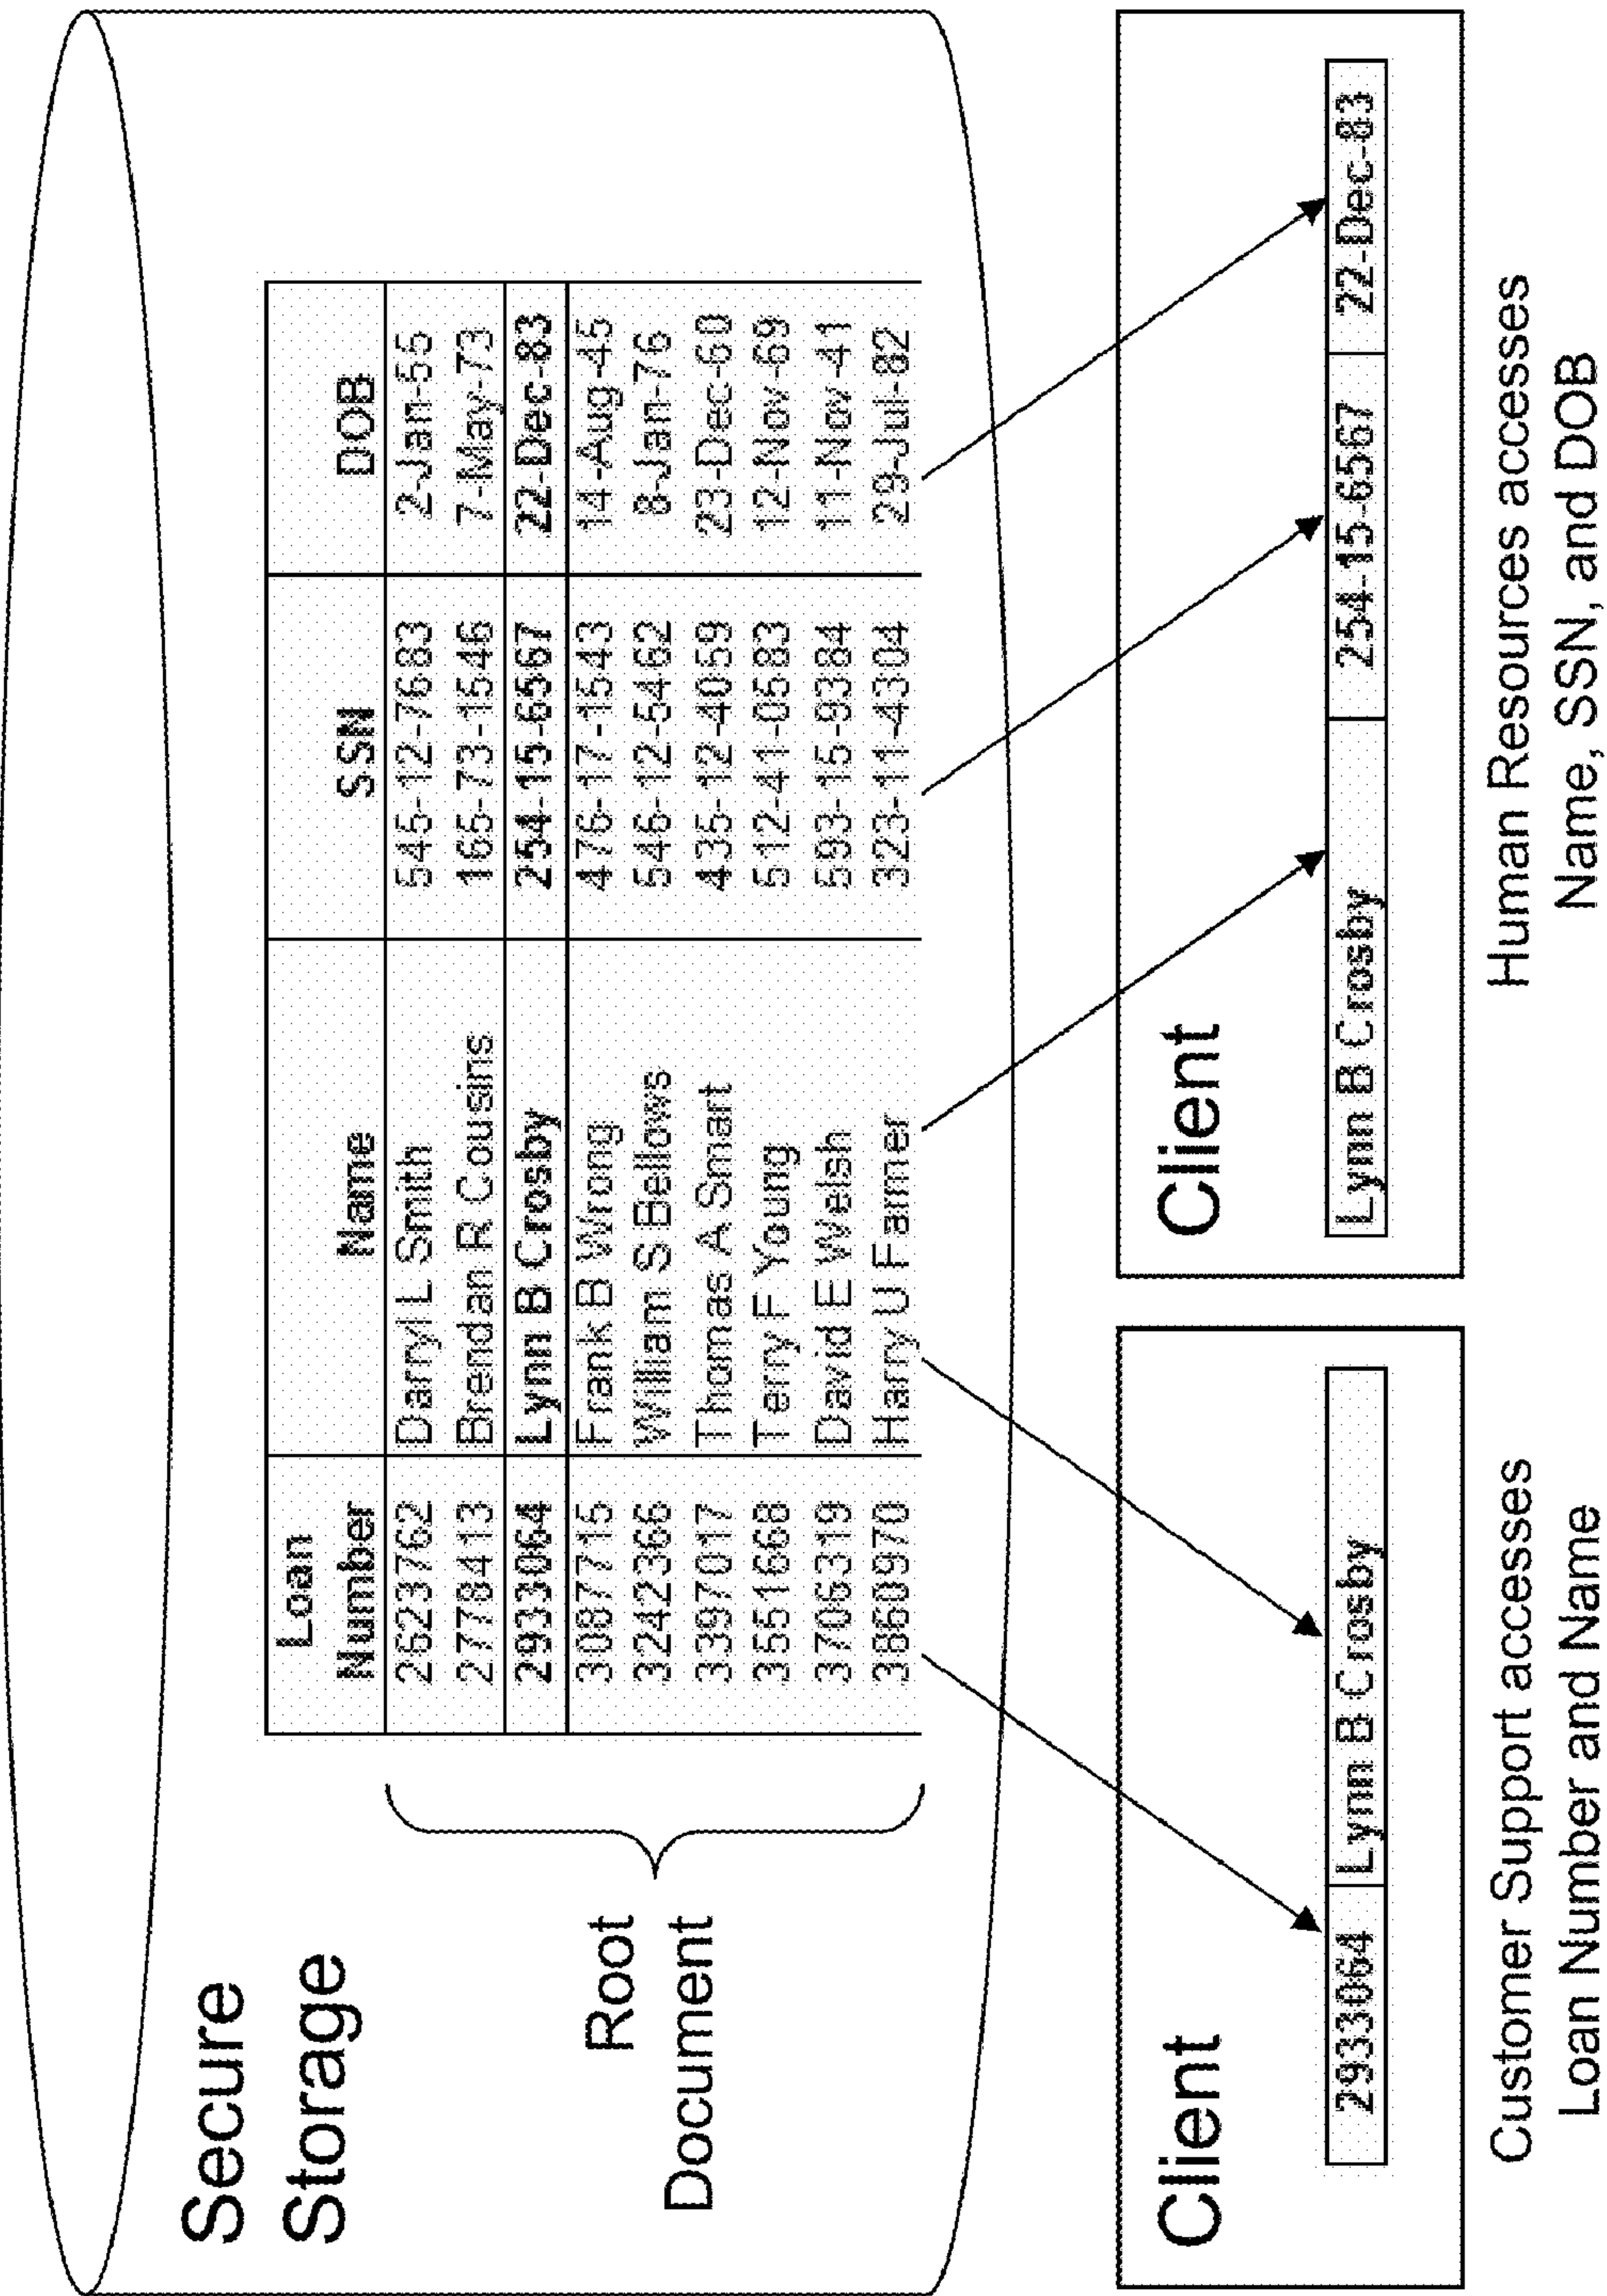 Secure
Storage
Root
Document
Loan
Number Name SSN DOB
2623762 Darryl L Smith 545-12-7683 2-Jan-55
2778413 Brendan R Cousins 165-73-1546 7-May-73
2933064 Lynn B Crosby 254-15-6567 22-Dec-83
3087715 Frank B Wrong 476-17-1543 14-Aug-45
3242366 William S Bellows 546-12-5462 8-Jan-76
3397017 Thomas A Smart 435-12-4059 23-Dec-60
3551668 Terry F Young 512-41-0583 12-Nov-69
3706319 David E Welsh 593-15-9384 11-Nov-41
3860970 Harry U Farmer 323-11-4304 29-Jul-82
Client
2933064 Lynn B Crosby
Customer Support accesses
Loan Number and Name
Client
Lynn B Crosby 254-15-6567 22-Dec-83
Human Resources accesses
Name, SSN, and DOB